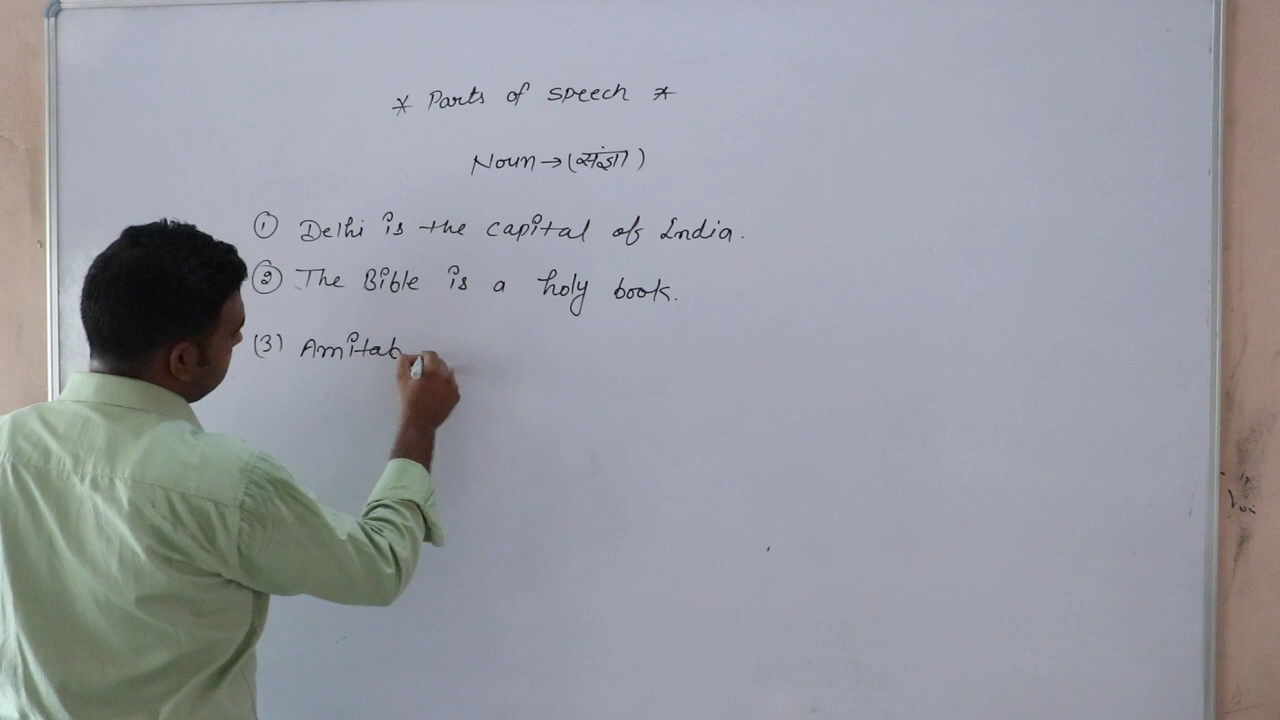 * Parts of speech *
Noun → (संज्ञा)
① Delhi is the capital of India.
② The Bible is a holy book.
(3) Amitab